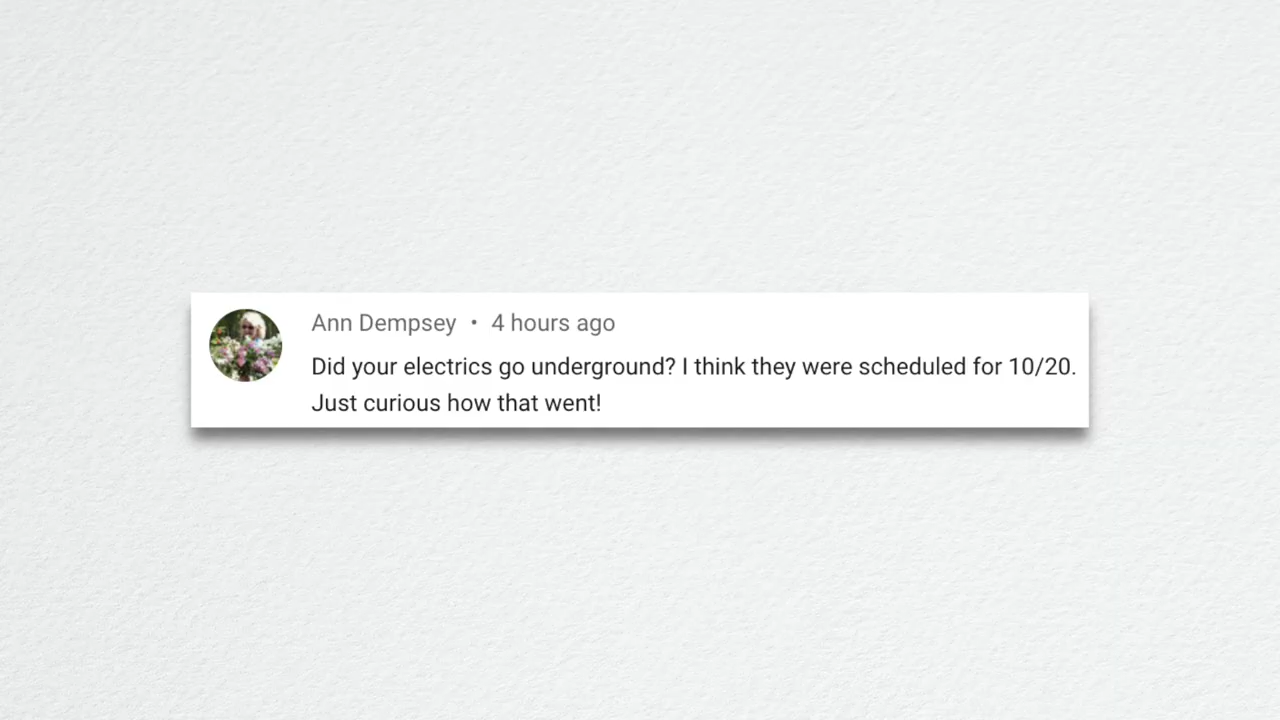 Ann Dempsey • 4 hours ago
Did your electrics go underground? I think they were scheduled for 10/20.
Just curious how that went!